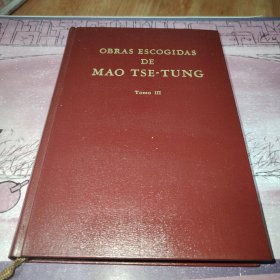 OBRAS ESCOGIDAS
DE
MAO TSE-TUNG
Tomo III